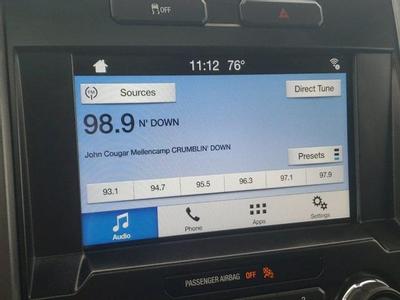 OFF
11:12 76°
FM
Sources
Direct Tune
98.9 N' DOWN
John Cougar Mellencamp CRUMBLIN' DOWN
Presets
93.1 94.7 95.5 96.3 97.1 97.9
Audio Phone Apps Settings
PASSENGER AIRBAG OFF